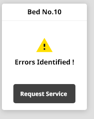 Bed No.10
Errors Identified !
Request Service